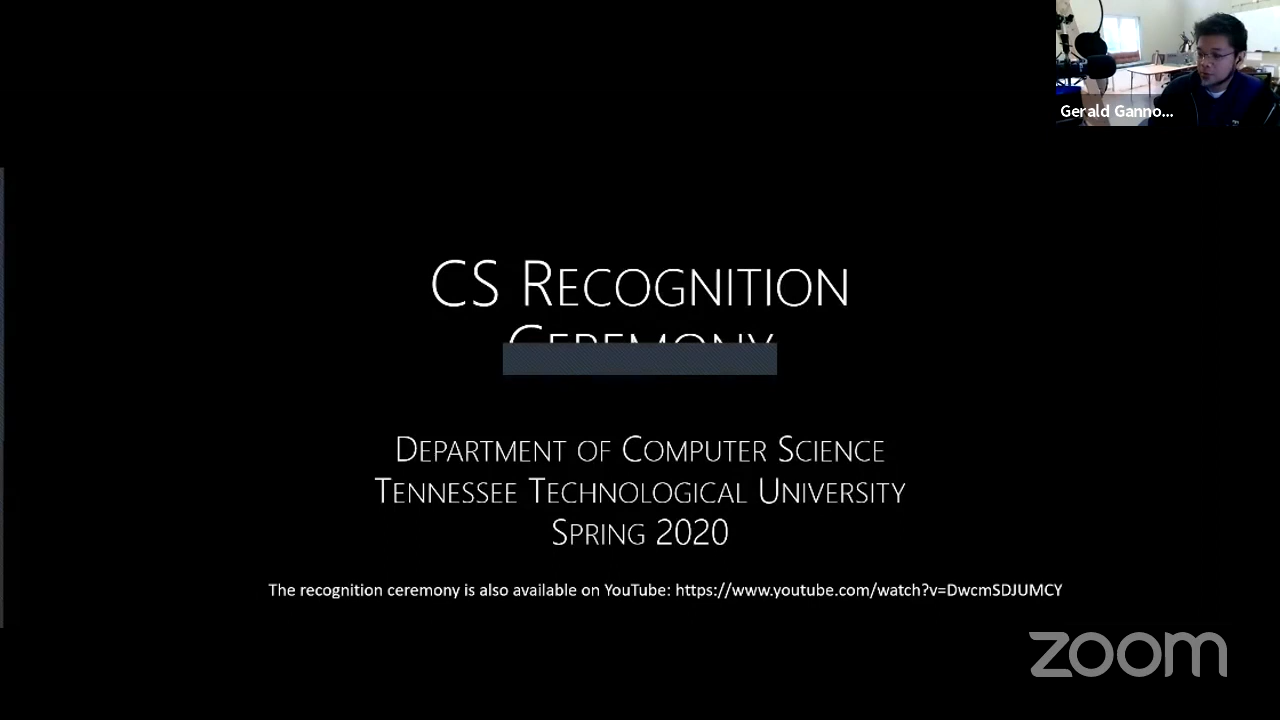 Gerald Ganno...
CS RECOGNITION
CEREMONY
DEPARTMENT OF COMPUTER SCIENCE
TENNESSEE TECHNOLOGICAL UNIVERSITY
SPRING 2020
The recognition ceremony is also available on YouTube: https://www.youtube.com/watch?v=DwcmSDJUMCY
zoom